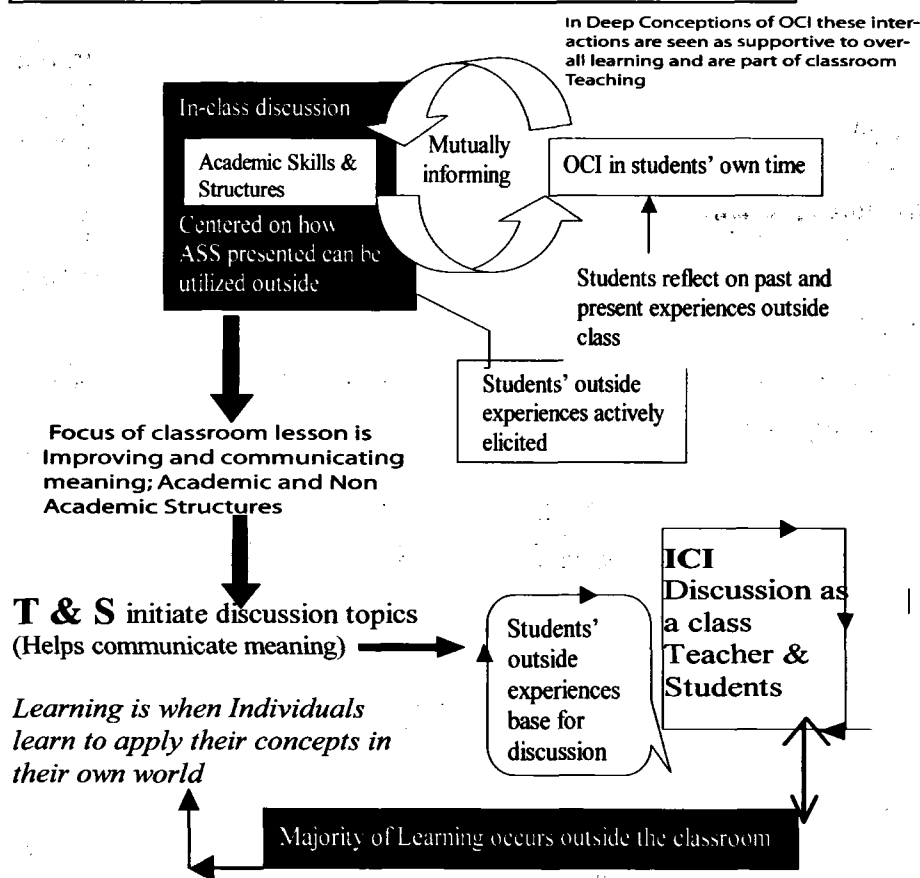 In Deep Conceptions of OCI these inter-
actions are seen as supportive to over-
all learning and are part of classroom
Teaching
In-class discussion
Academic Skills &
Structures
Centered on how
ASS presented can be
utilized outside
Mutually
informing
OCI in students' own time
Students reflect on past and
present experiences outside
class
Students' outside
experiences actively
elicited
Focus of classroom lesson is
Improving and communicating
meaning; Academic and Non
Academic Structures
T & S initiate discussion topics
(Helps communicate meaning)
Students'
outside
experiences
base for
discussion
ICI
Discussion as
a class
Teacher &
Students
Learning is when Individuals
learn to apply their concepts in
their own world
Majority of Learning occurs outside the classroom